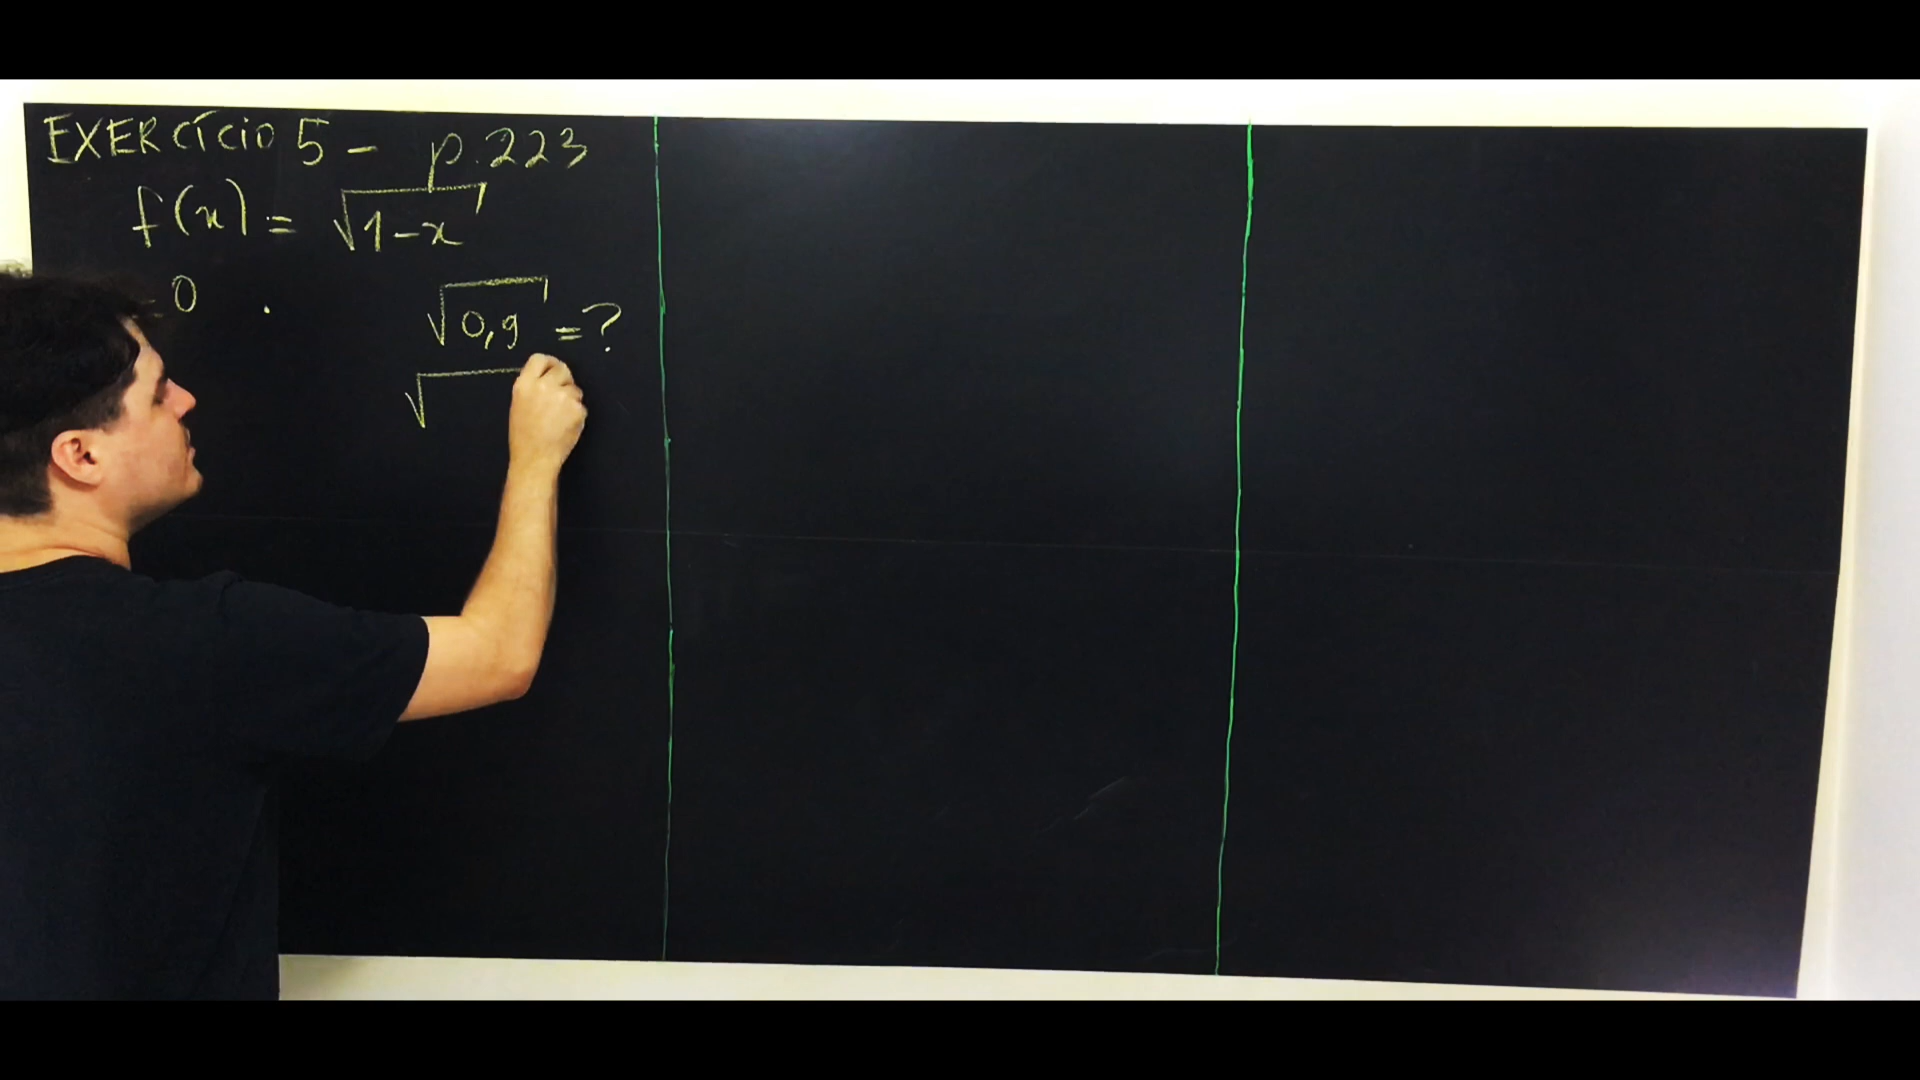 EXERCÍCIO 5 - p.223
f(x) = √1-x
0 .
√0,9 = ?
√